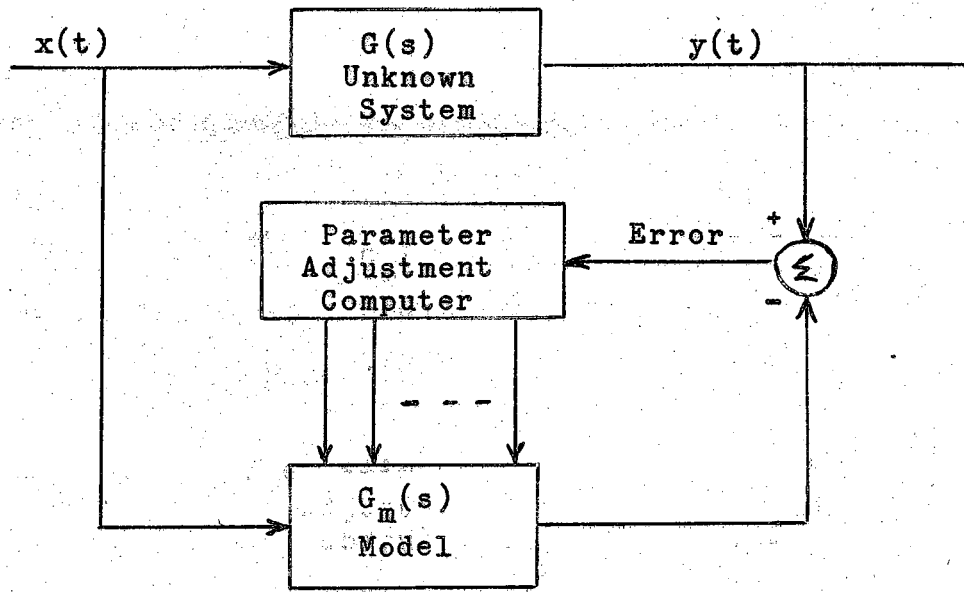 x(t)
G(s)
Unknown
System
y(t)
Parameter
Adjustment
Computer
Error
+
Σ
-
- - -
G_m(s)
Model